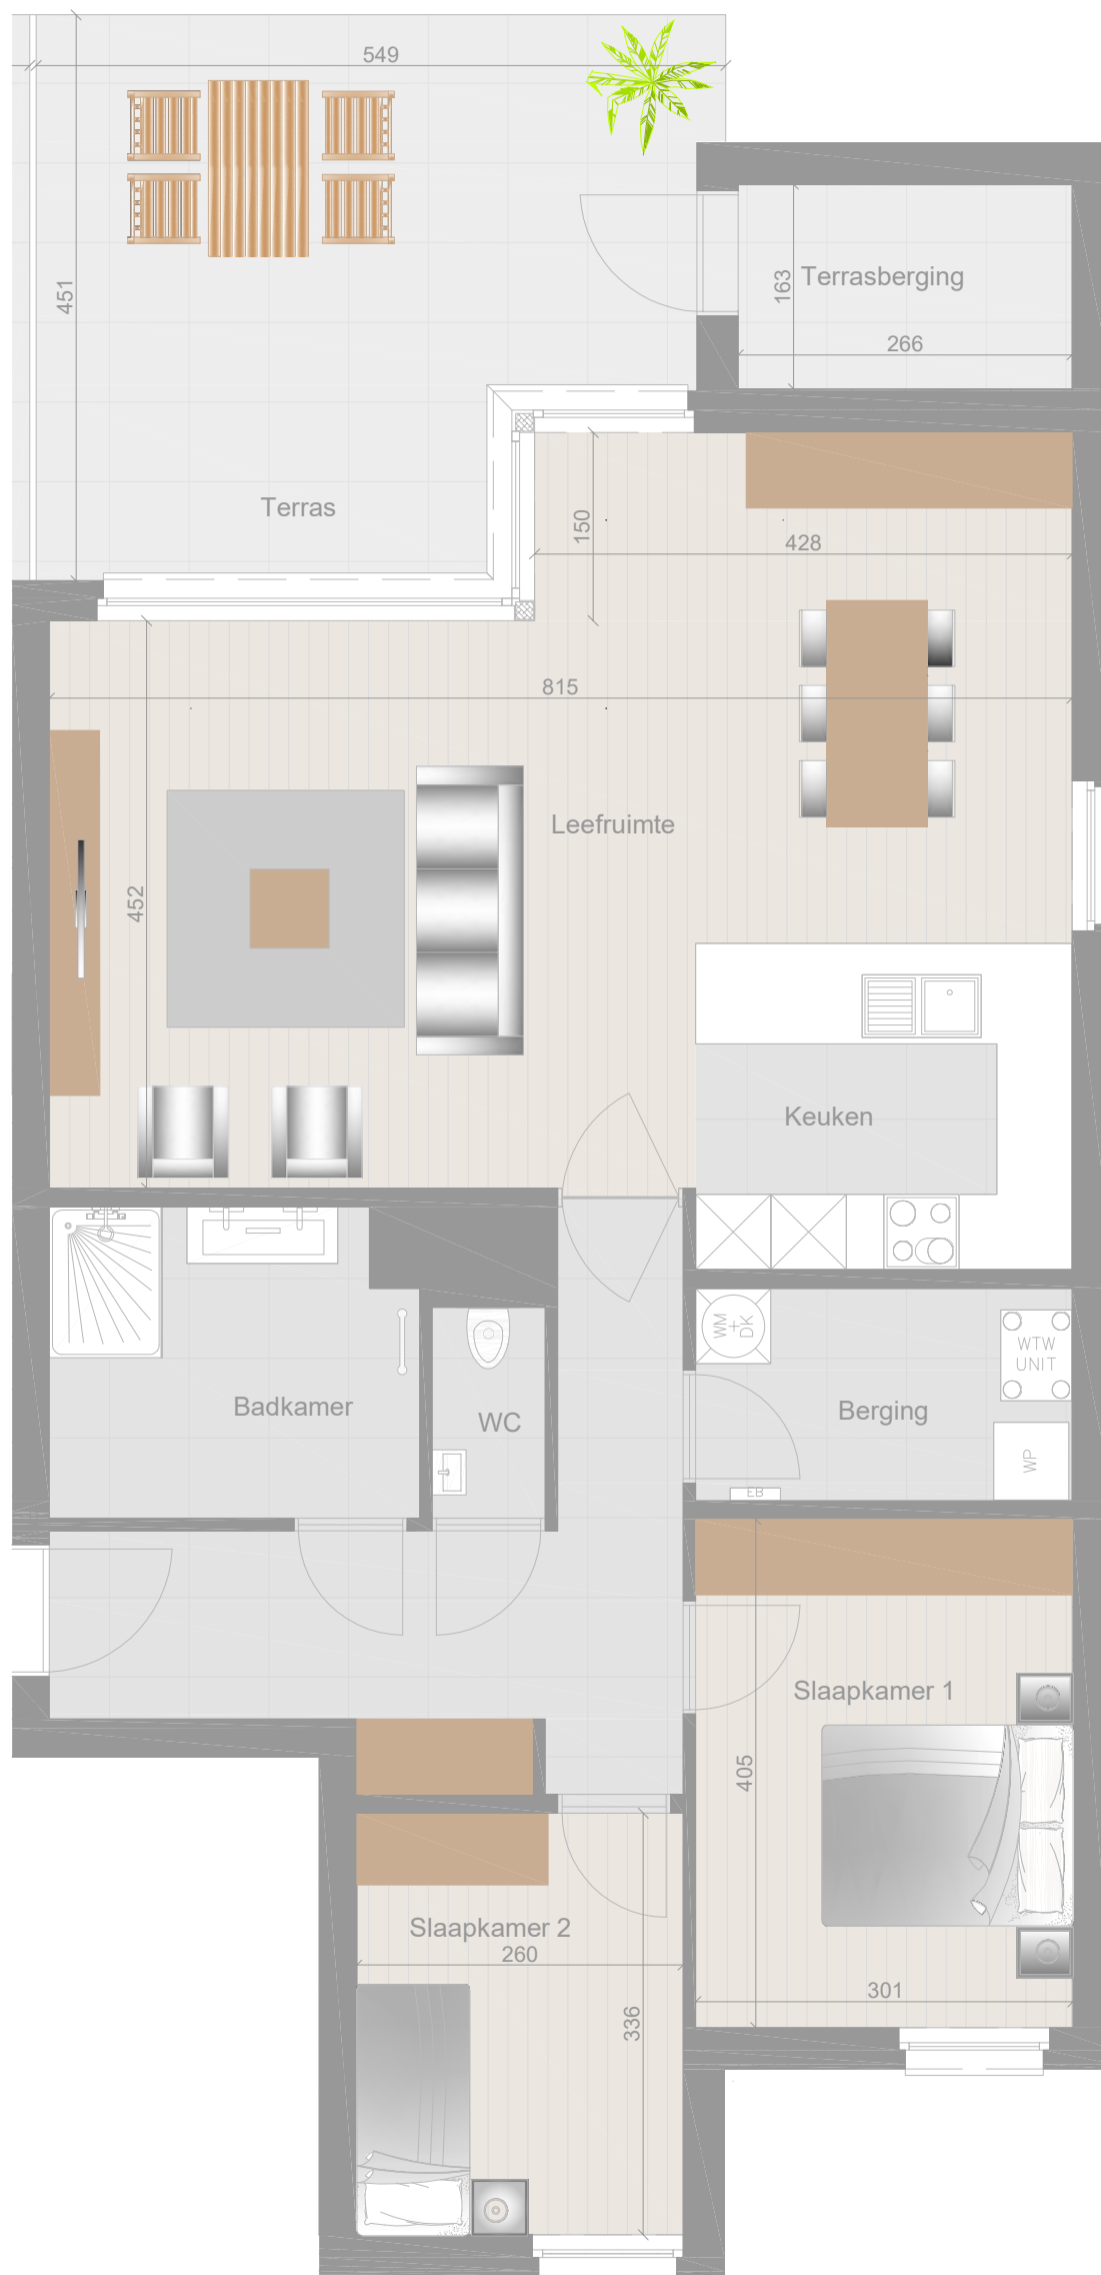 549
451
Terrasberging
163
266
Terras
150
428
815
Leefruimte
452
Keuken
WM
DK
WTW
UNIT
Badkamer
WC
Berging
WP
EB
Slaapkamer 1
405
Slaapkamer 2
260
301
336